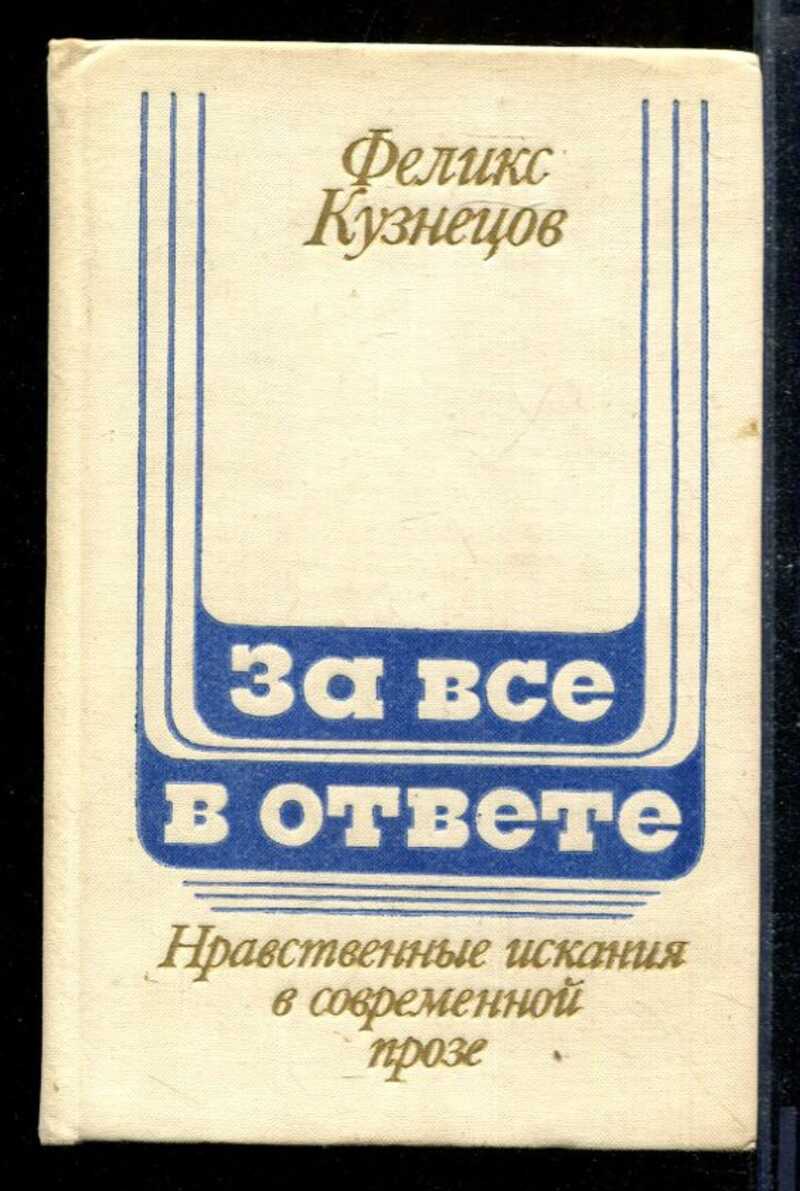 Феликс
Кузнецов
За все
в ответе
Нравственные искания
в современной
прозе